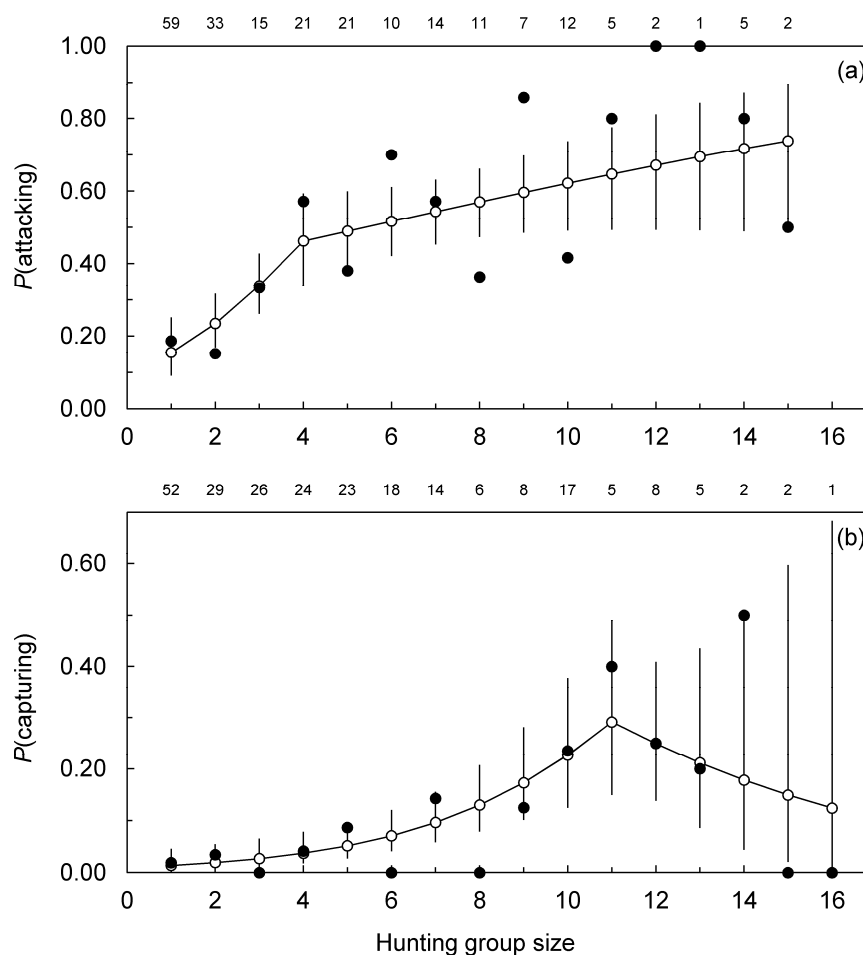 59 33 15 21 21 10 14 11 7 12 5 2 1 5 2
1.00
(a)
0.80
0.60
0.40
0.20
0.00
P(attacking)
0 2 4 6 8 10 12 14 16
52 29 26 24 23 18 14 6 8 17 5 8 5 2 2 1
(b)
0.60
0.40
0.20
0.00
P(capturing)
0 2 4 6 8 10 12 14 16
Hunting group size